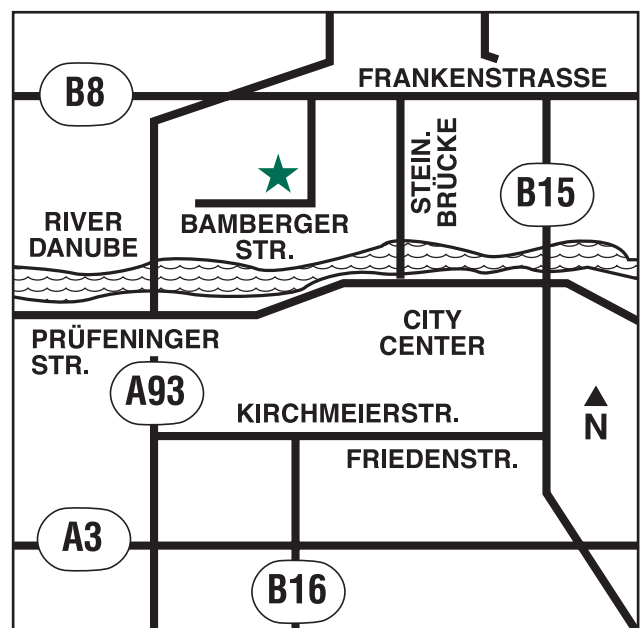 FRANKENSTRASSE
B8
STEIN.
BRÜCKE
B15
RIVER
DANUBE
BAMBERGER
STR.
PRÜFENINGER
STR.
CITY
CENTER
A93
KIRCHMEIERSTR.
N
FRIEDENSTR.
A3
B16